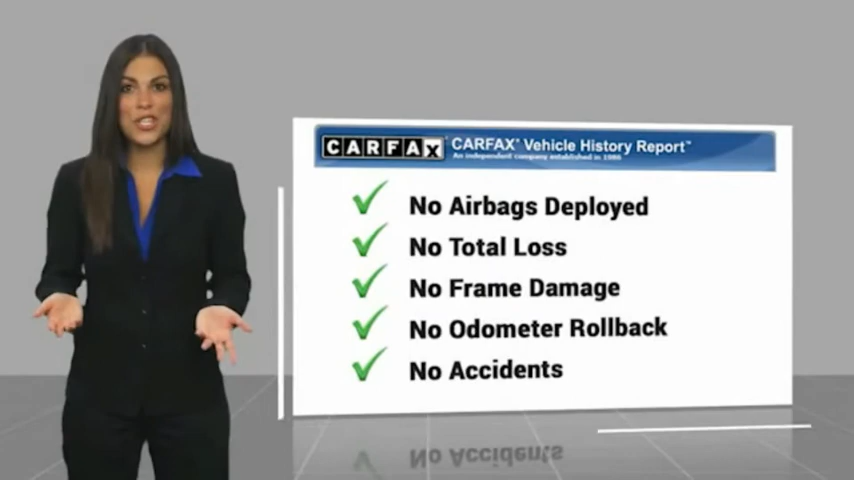 CARFAX CARFAX® Vehicle History Report™
An independent company established in 1986
No Airbags Deployed
No Total Loss
No Frame Damage
No Odometer Rollback
No Accidents
No Accidents